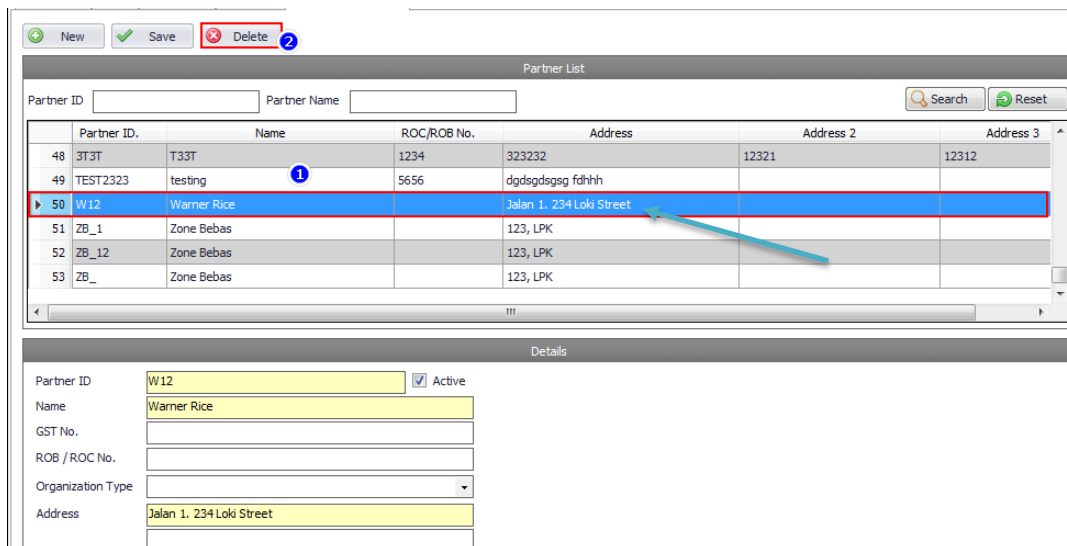 New Save Delete 2
Partner List
Partner ID Partner Name Search Reset
Partner ID. Name ROC/ROB No. Address Address 2 Address 3
48 3T3T T33T 1234 323232 12321 12312
49 TEST2323 testing 1 5656 dgdsgdsgsg fdhhh
50 W12 Warner Rice Jalan 1. 234 Loki Street
51 ZB_1 Zone Bebas 123, LPK
52 ZB_12 Zone Bebas 123, LPK
53 ZB_ Zone Bebas 123, LPK
Details
Partner ID W12 Active
Name Warner Rice
GST No.
ROB / ROC No.
Organization Type
Address Jalan 1. 234 Loki Street